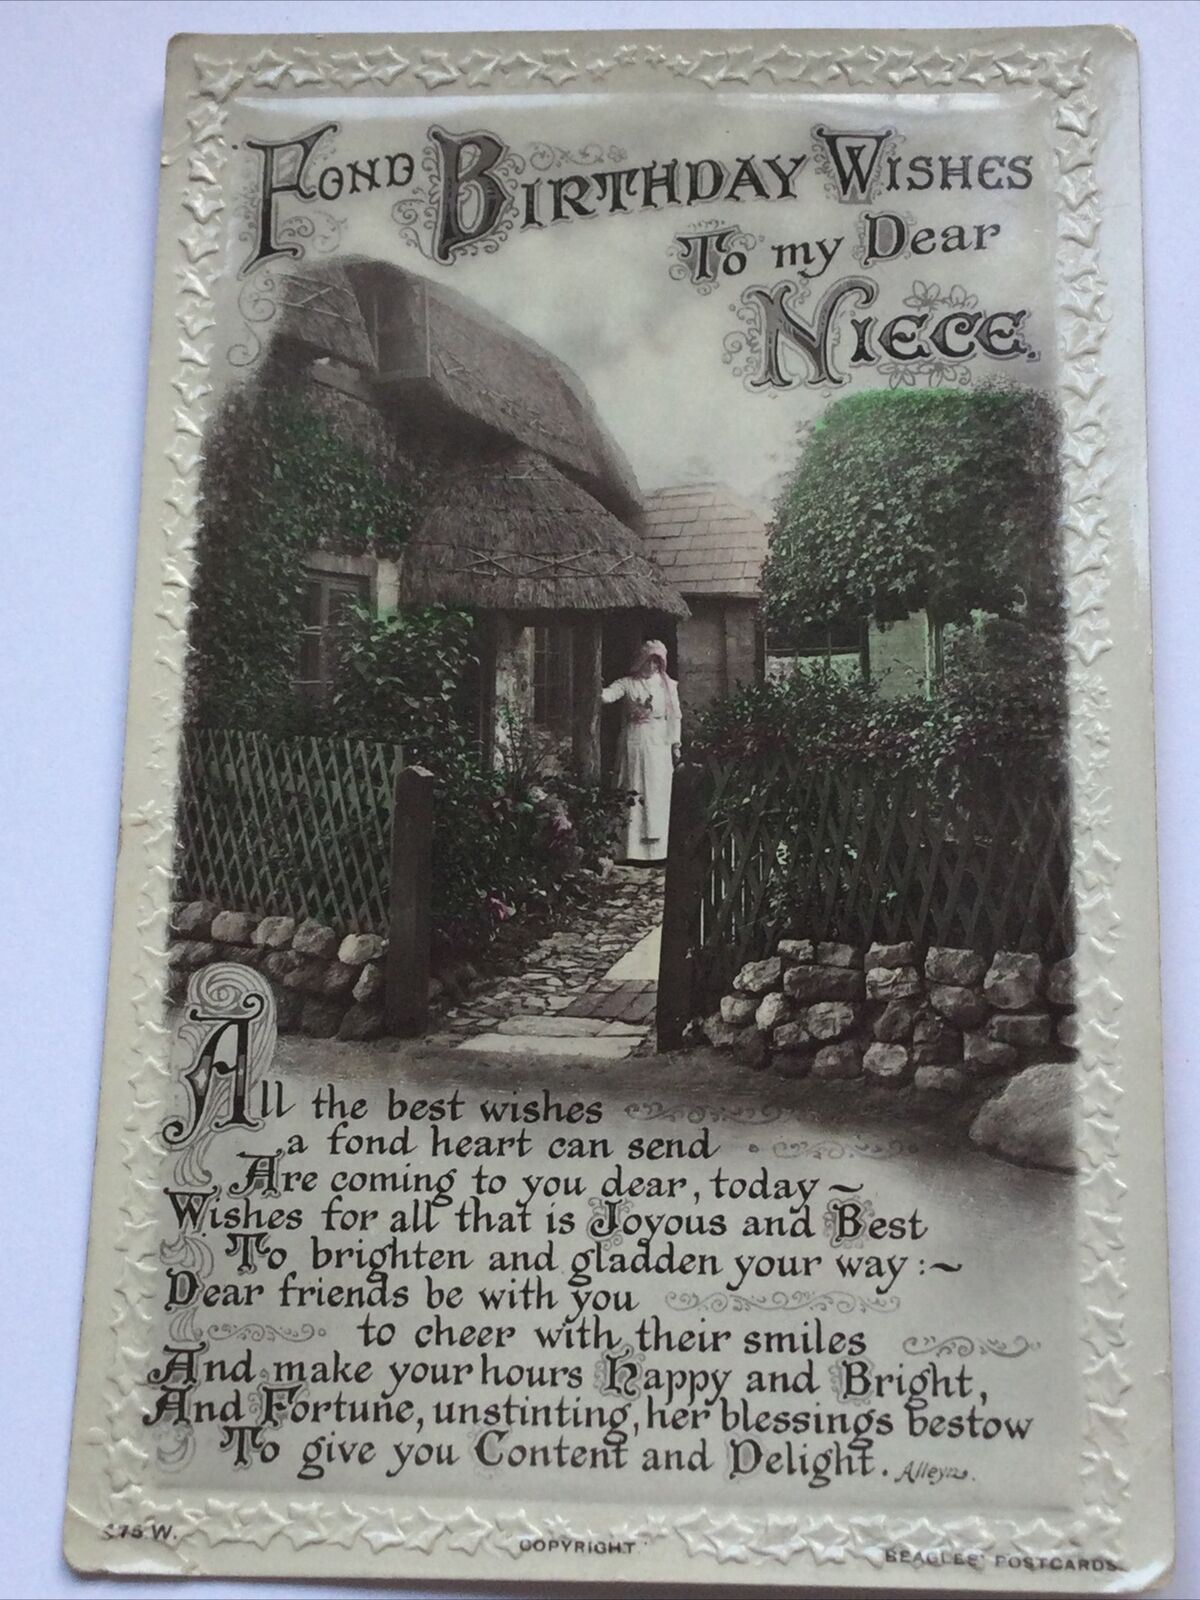 Fond Birthday Wishes
To my Dear
Niece.
All the best wishes
a fond heart can send
Are coming to you dear, today ~
Wishes for all that is Joyous and Best
To brighten and gladden your way :~
Dear friends be with you
to cheer with their smiles
And make your hours Happy and Bright,
And Fortune, unstinting, her blessings bestow
To give you Content and Delight. Alleyn.
COPYRIGHT
BEAGLES' POSTCARDS